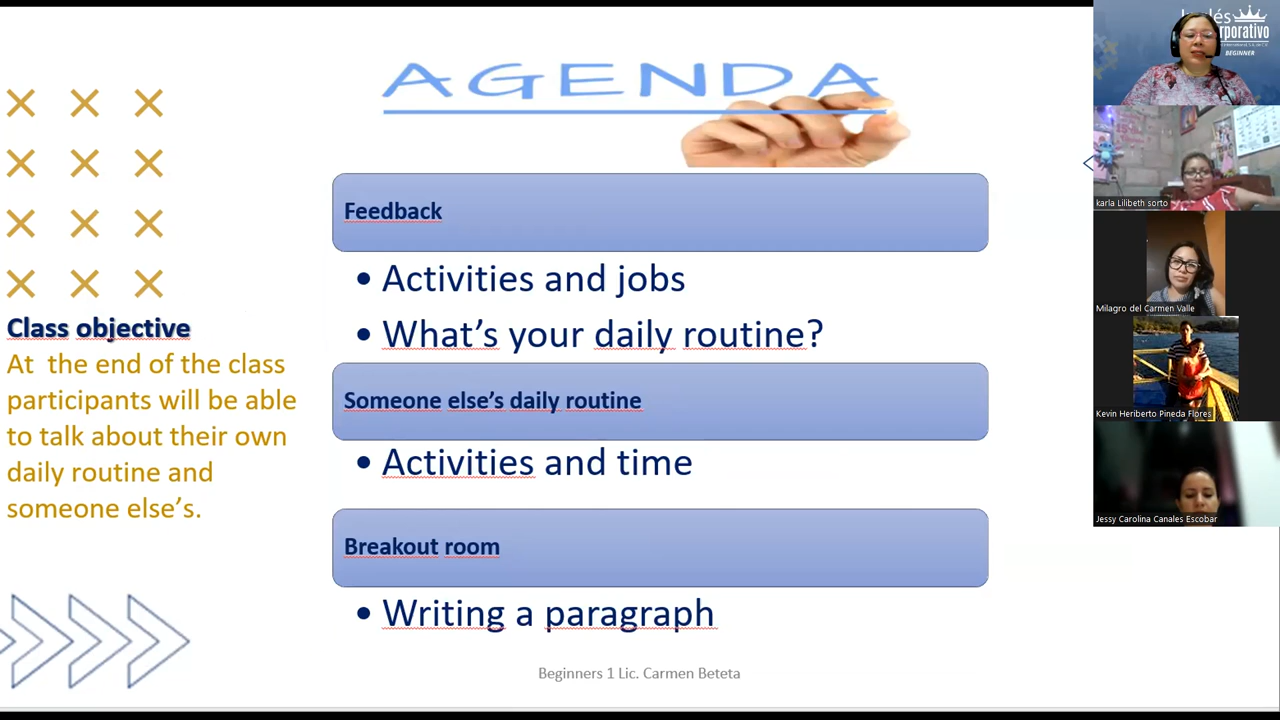 AGENDA
Class objective
At the end of the class
participants will be able
to talk about their own
daily routine and
someone else's.
Feedback
• Activities and jobs
• What's your daily routine?
Someone else's daily routine
• Activities and time
Breakout room
• Writing a paragraph
Beginners 1 Lic. Carmen Beteta
BEGINNER
karla Lilibeth sorto
Milagro del Carmen Valle
Kevin Heriberto Pineda Flores
Jessy Carolina Canales Escobar